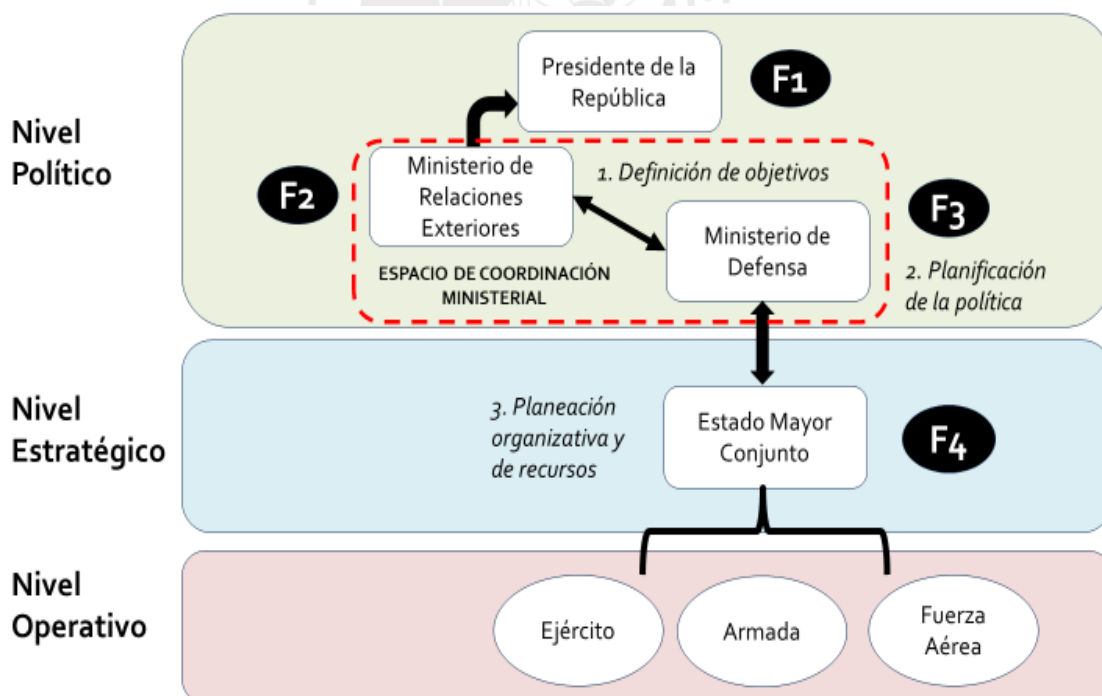 Nivel
Político
Presidente de la
República
F1
F2
Ministerio de
Relaciones
Exteriores
1. Definición de objetivos
F3
Ministerio de
Defensa
ESPACIO DE COORDINACIÓN
MINISTERIAL
2. Planificación
de la política
Nivel
Estratégico
3. Planeación
organizativa y
de recursos
Estado Mayor
Conjunto
F4
Nivel
Operativo
Ejército
Armada
Fuerza
Aérea